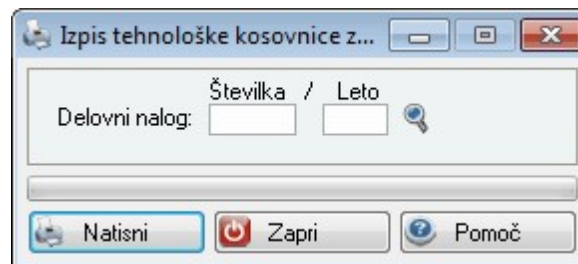 Izpis tehnološke kosovnice z...
Številka / Leto
Delovni nalog:
Natisni Zapri Pomoč